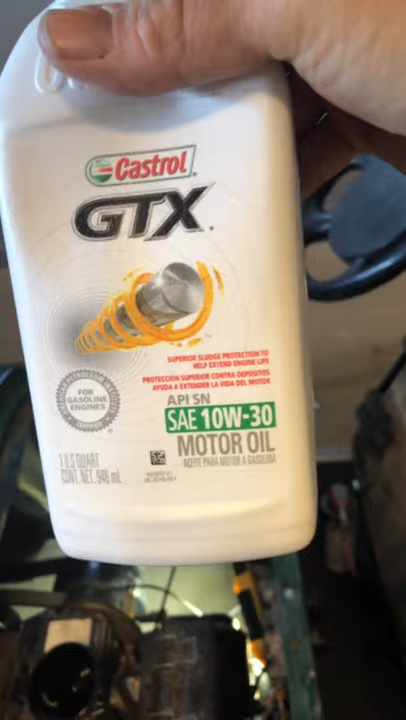 Castrol
GTX
SUPERIOR SLUDGE PROTECTION TO
HELP EXTEND ENGINE LIFE
PROTECCION SUPERIOR CONTRA DEPOSITOS
AYUDA A EXTENDER LA VIDA DEL MOTOR
FOR
GASOLINE
ENGINES
API SN
SAE 10W-30
MOTOR OIL
ACEITE PARA MOTOR A GASOLINA
1 U.S QUART
CONT. NET. 946 mL